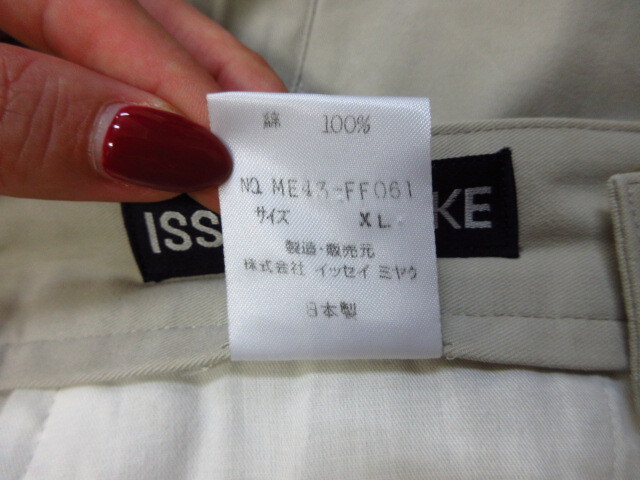 綿 100%
NO. ME43-FF061
サイズ XL
ISS KE
製造・販売元
株式会社 イッセイ ミヤケ
日本製